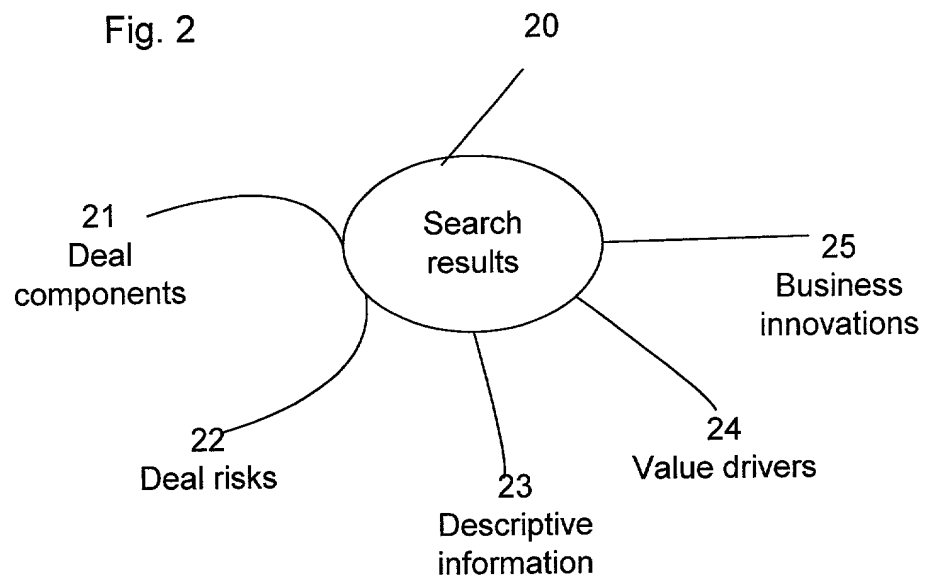 Fig. 2
20
Search
results
21
Deal
components
22
Deal risks
23
Descriptive
information
24
Value drivers
25
Business
innovations